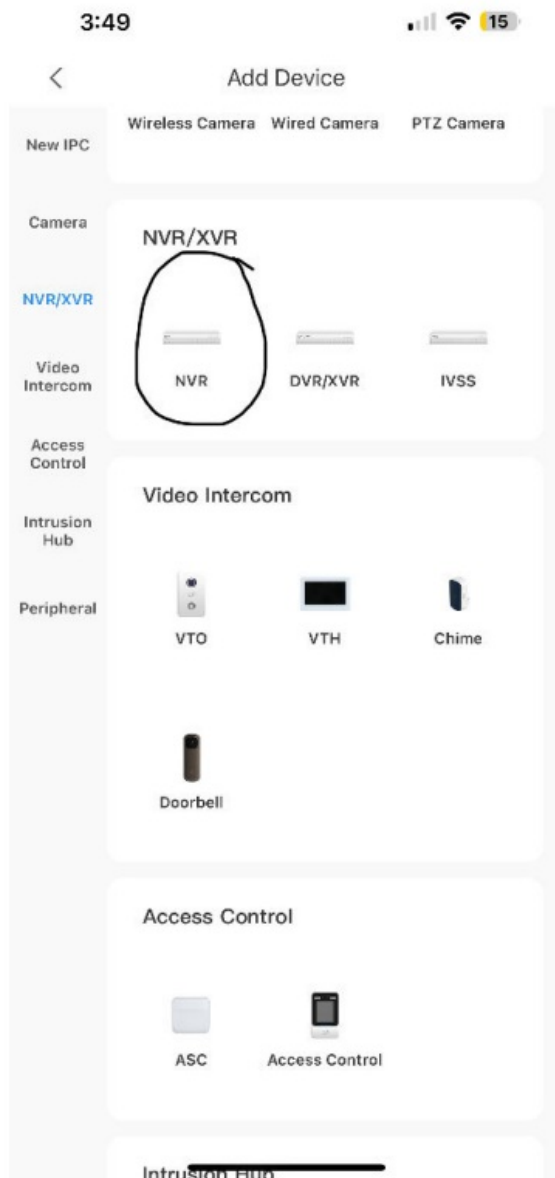 3:49
15
Add Device
New IPC
Camera
NVR/XVR
Video
Intercom
Access
Control
Intrusion
Hub
Peripheral
Wireless Camera Wired Camera PTZ Camera
NVR/XVR
NVR DVR/XVR IVSS
Video Intercom
VTO VTH Chime
Doorbell
Access Control
ASC Access Control
Intrusion Hub